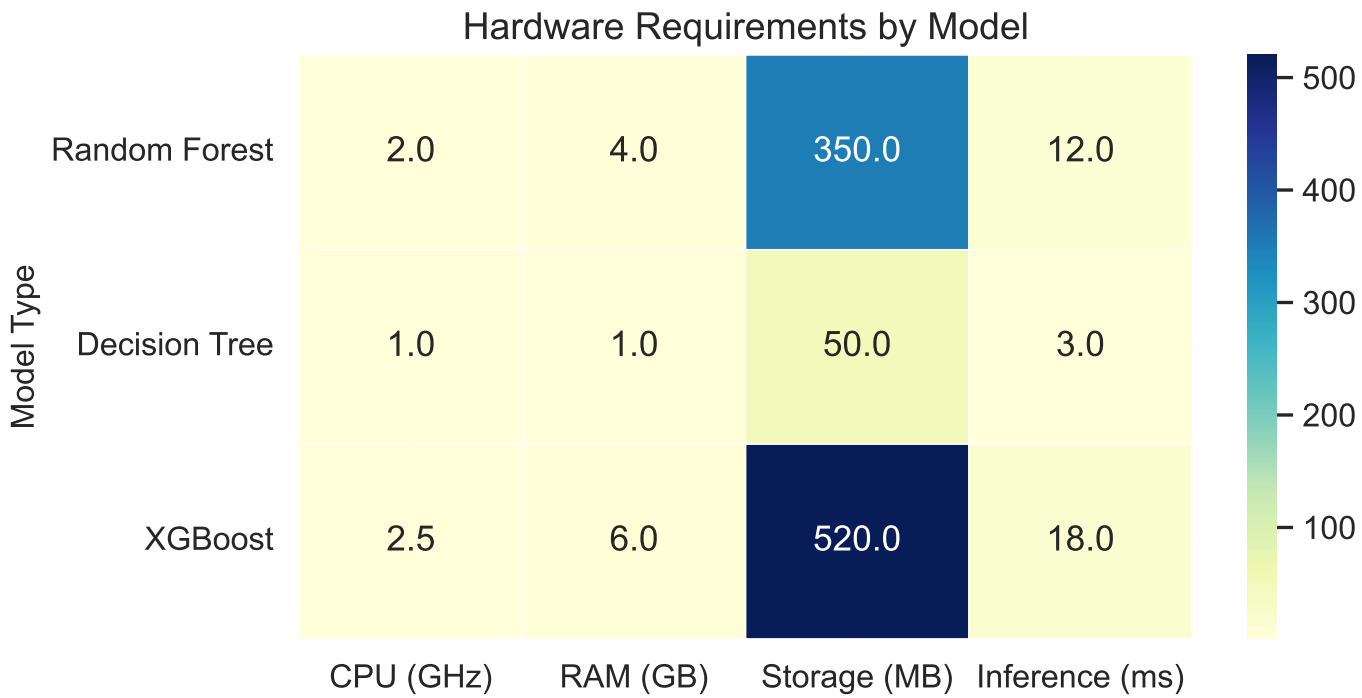 Hardware Requirements by Model
Model Type
Random Forest 2.0 4.0 350.0 12.0
Decision Tree 1.0 1.0 50.0 3.0
XGBoost 2.5 6.0 520.0 18.0
CPU (GHz) RAM (GB) Storage (MB) Inference (ms)
500
400
300
200
100